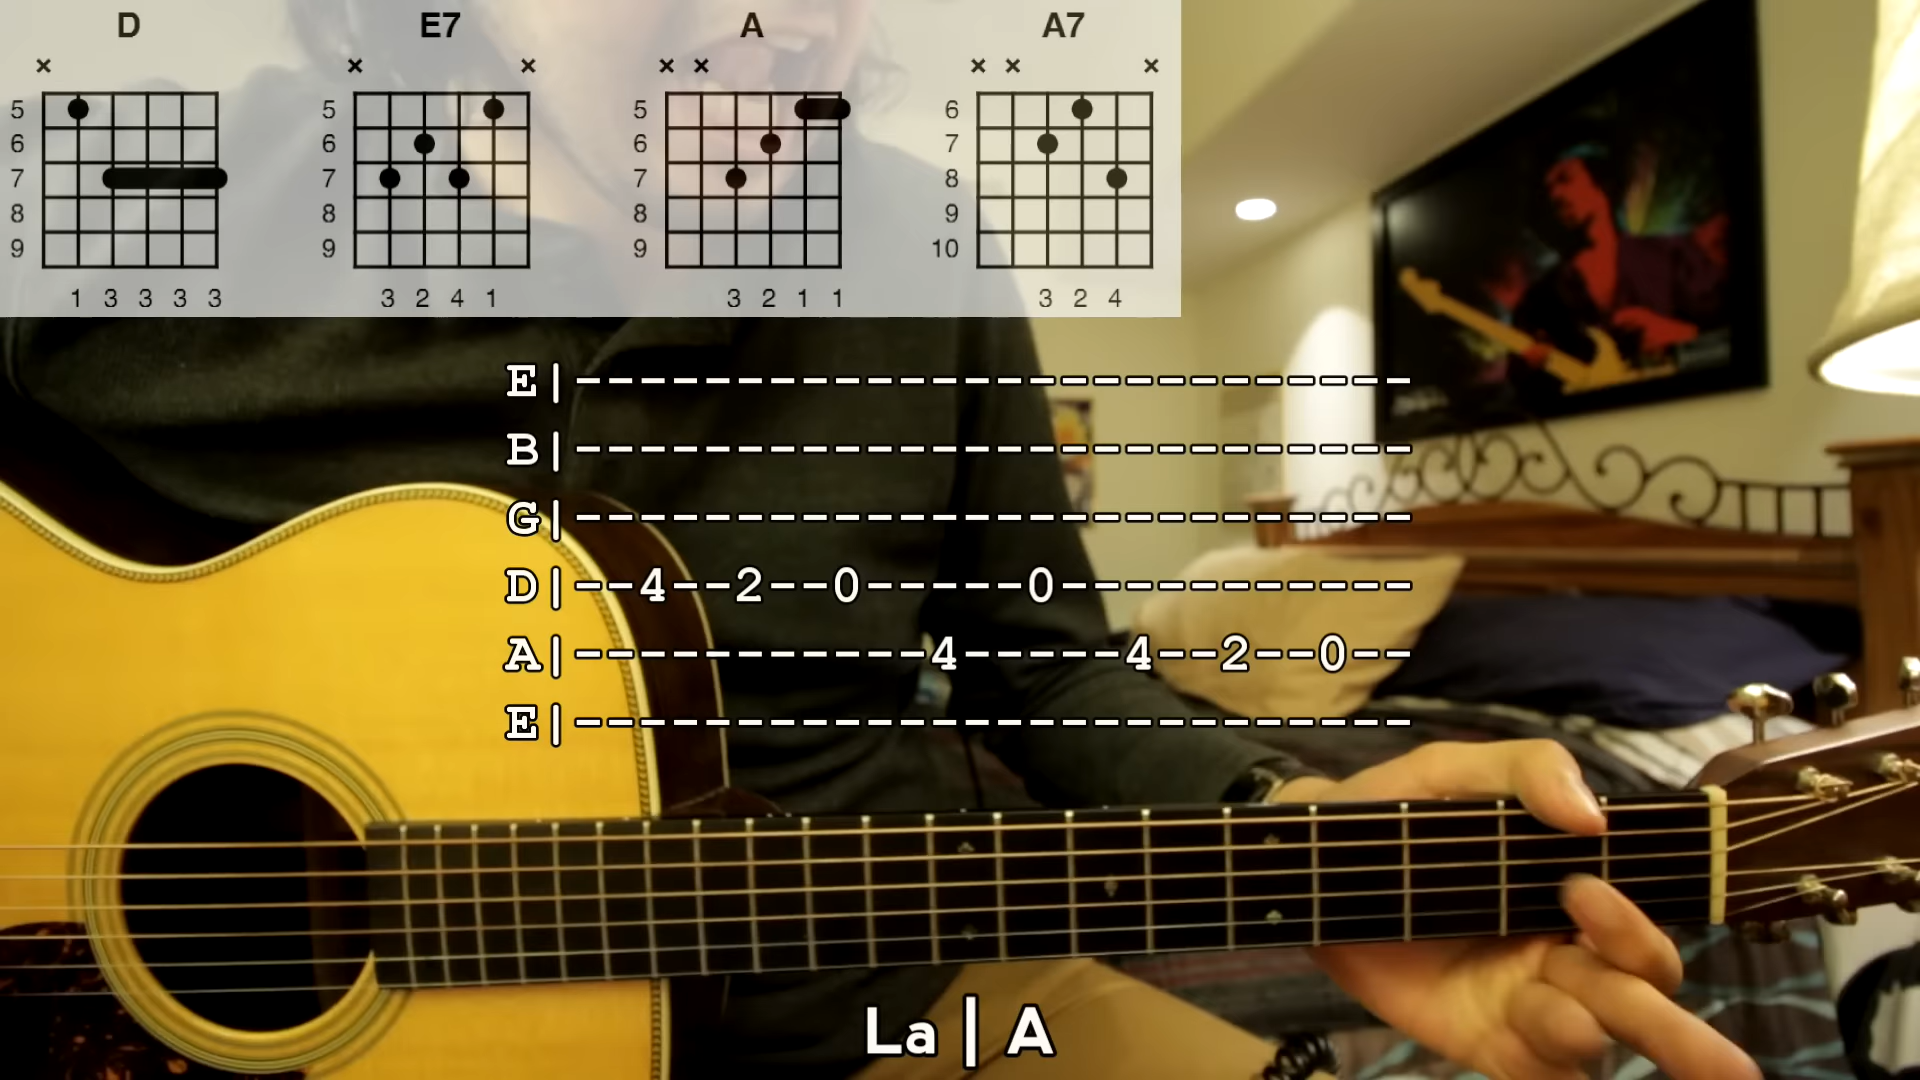 D E7 A A7
× × × × × × × ×
5 5 5 6
6 6 6 7
7 7 7 8
8 8 8 9
9 9 9 10
1 3 3 3 3 3 2 4 1 3 2 1 1 3 2 4
E|--------------------------
B|--------------------------
G|--------------------------
D|--4--2--0-----0-----------
A|-----------4-----4--2--0--
E|--------------------------
La | A